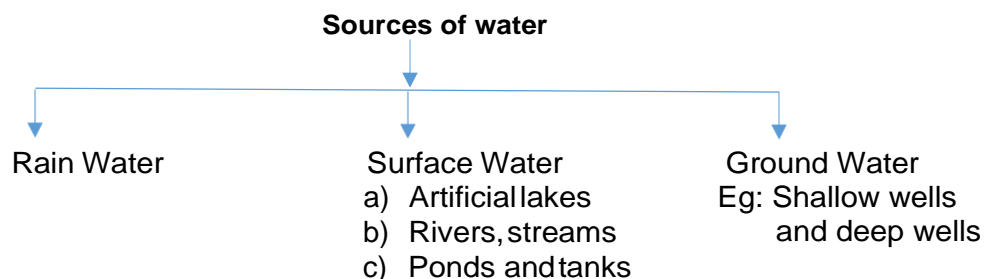 Sources of water
Rain Water
Surface Water
a) Artificial lakes
b) Rivers, streams
c) Ponds and tanks
Ground Water
Eg: Shallow wells
and deep wells